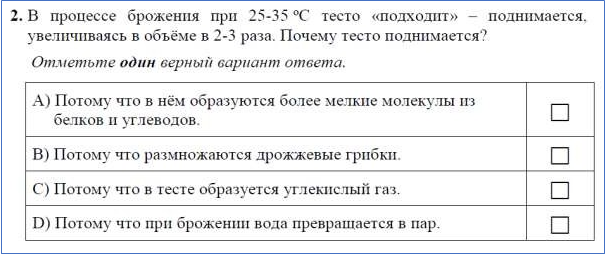 2. В процессе брожения при 25-35 ºС тесто «подходит» – поднимается,
увеличиваясь в объёме в 2-3 раза. Почему тесто поднимается?
Отметьте один верный вариант ответа.
A) Потому что в нём образуются более мелкие молекулы из
белков и углеводов.
B) Потому что размножаются дрожжевые грибки.
C) Потому что в тесте образуется углекислый газ.
D) Потому что при брожении вода превращается в пар.